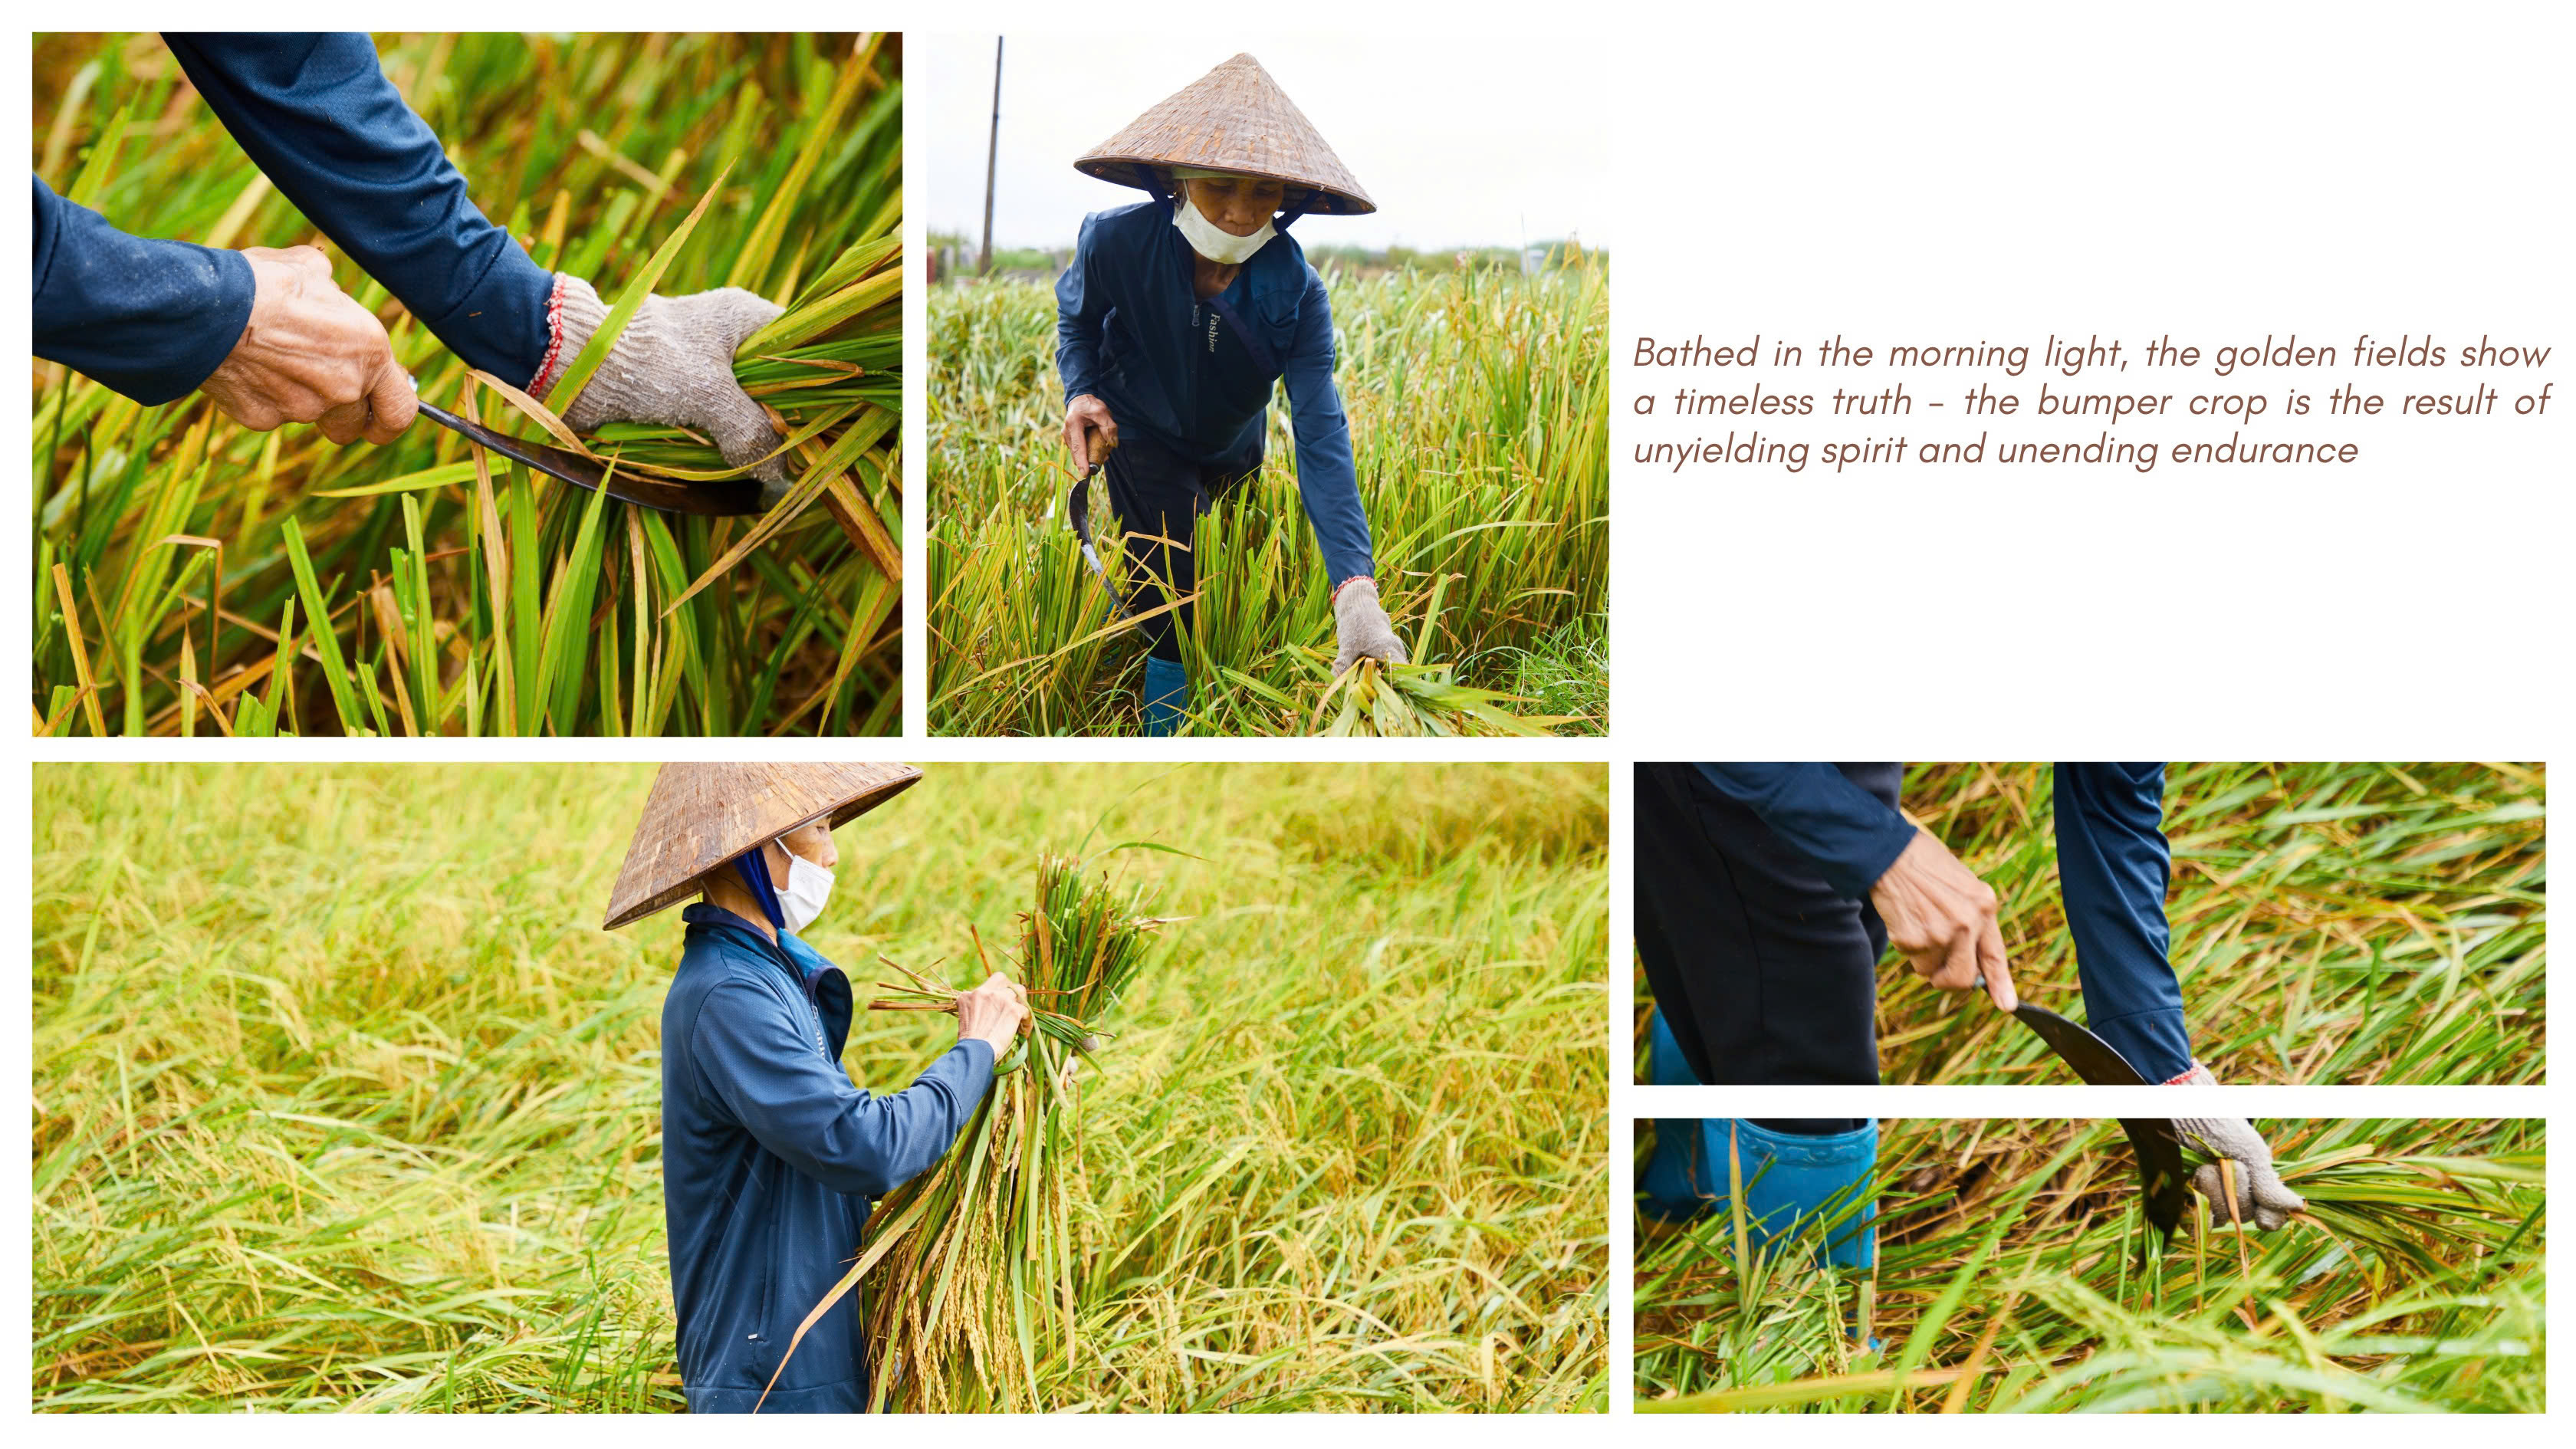 Fashion
Bathed in the morning light, the golden fields show
a timeless truth - the bumper crop is the result of
unyielding spirit and unending endurance